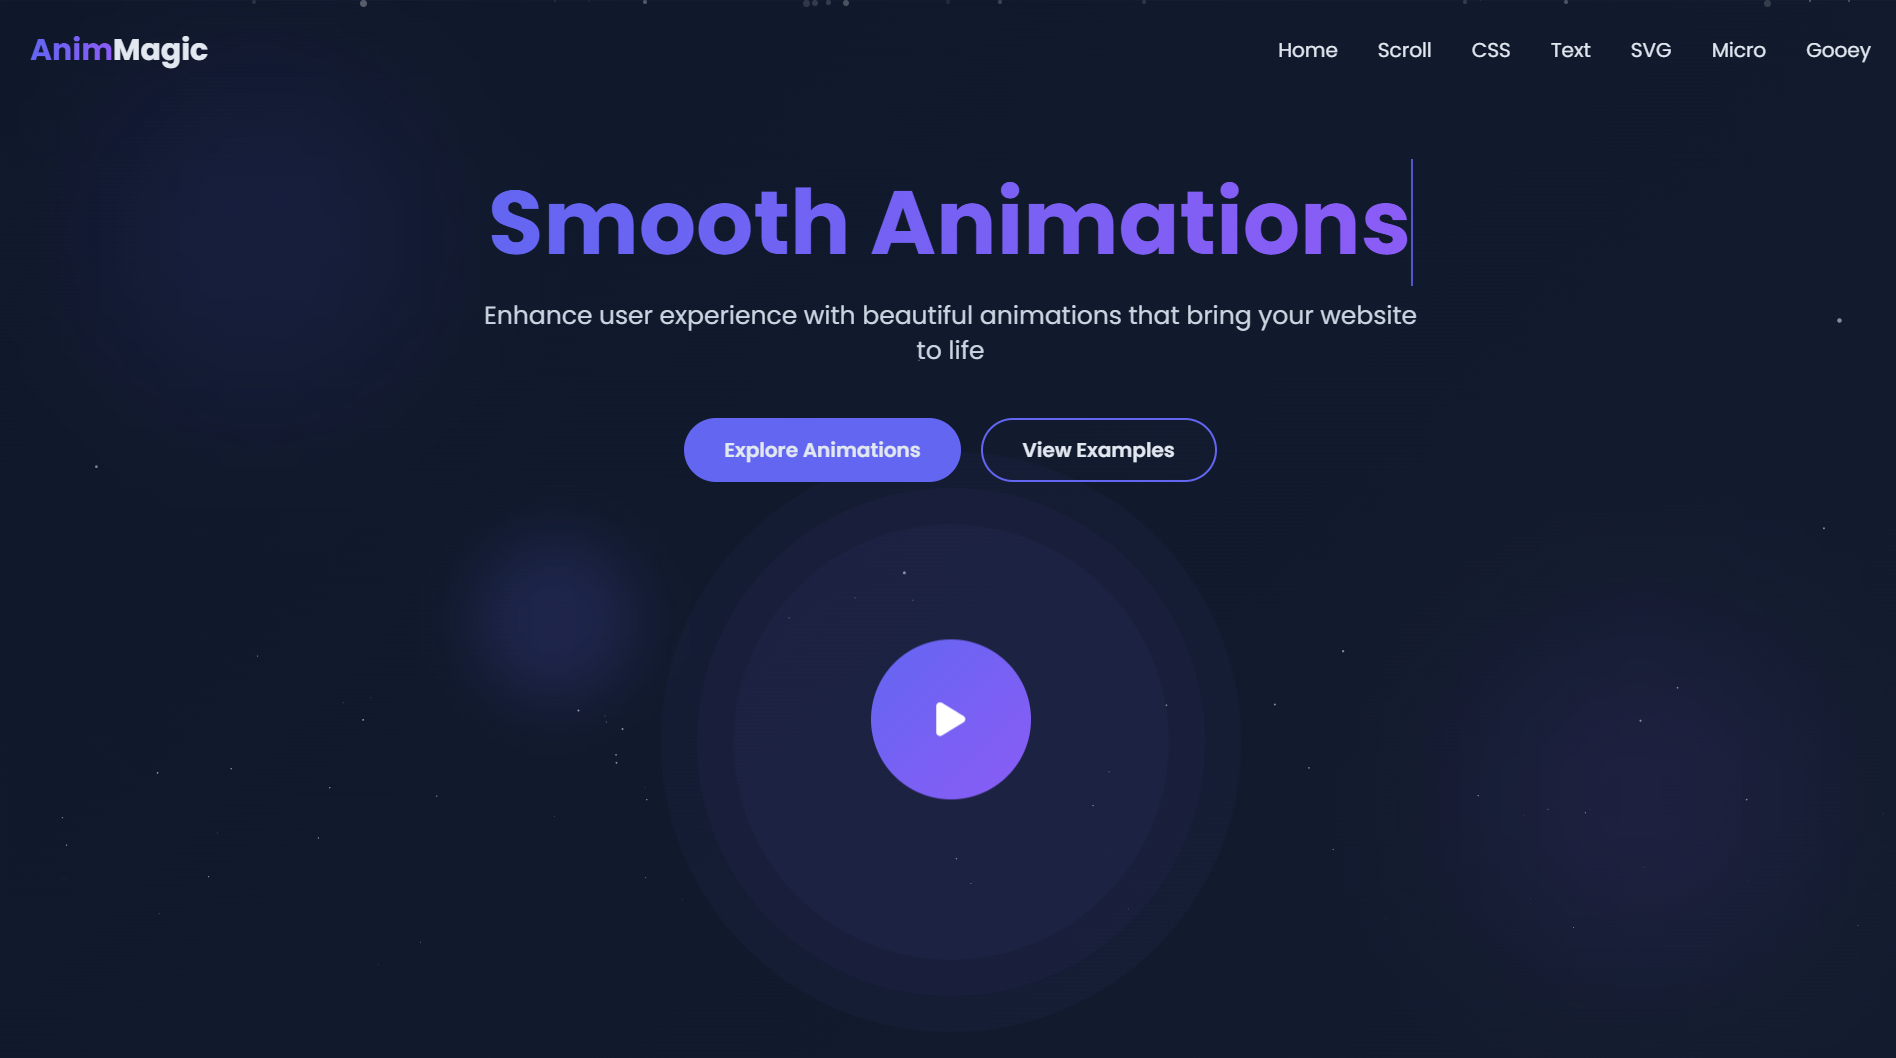 AnimMagic
Home Scroll CSS Text SVG Micro Gooey
Smooth Animations
Enhance user experience with beautiful animations that bring your website
to life
Explore Animations
View Examples